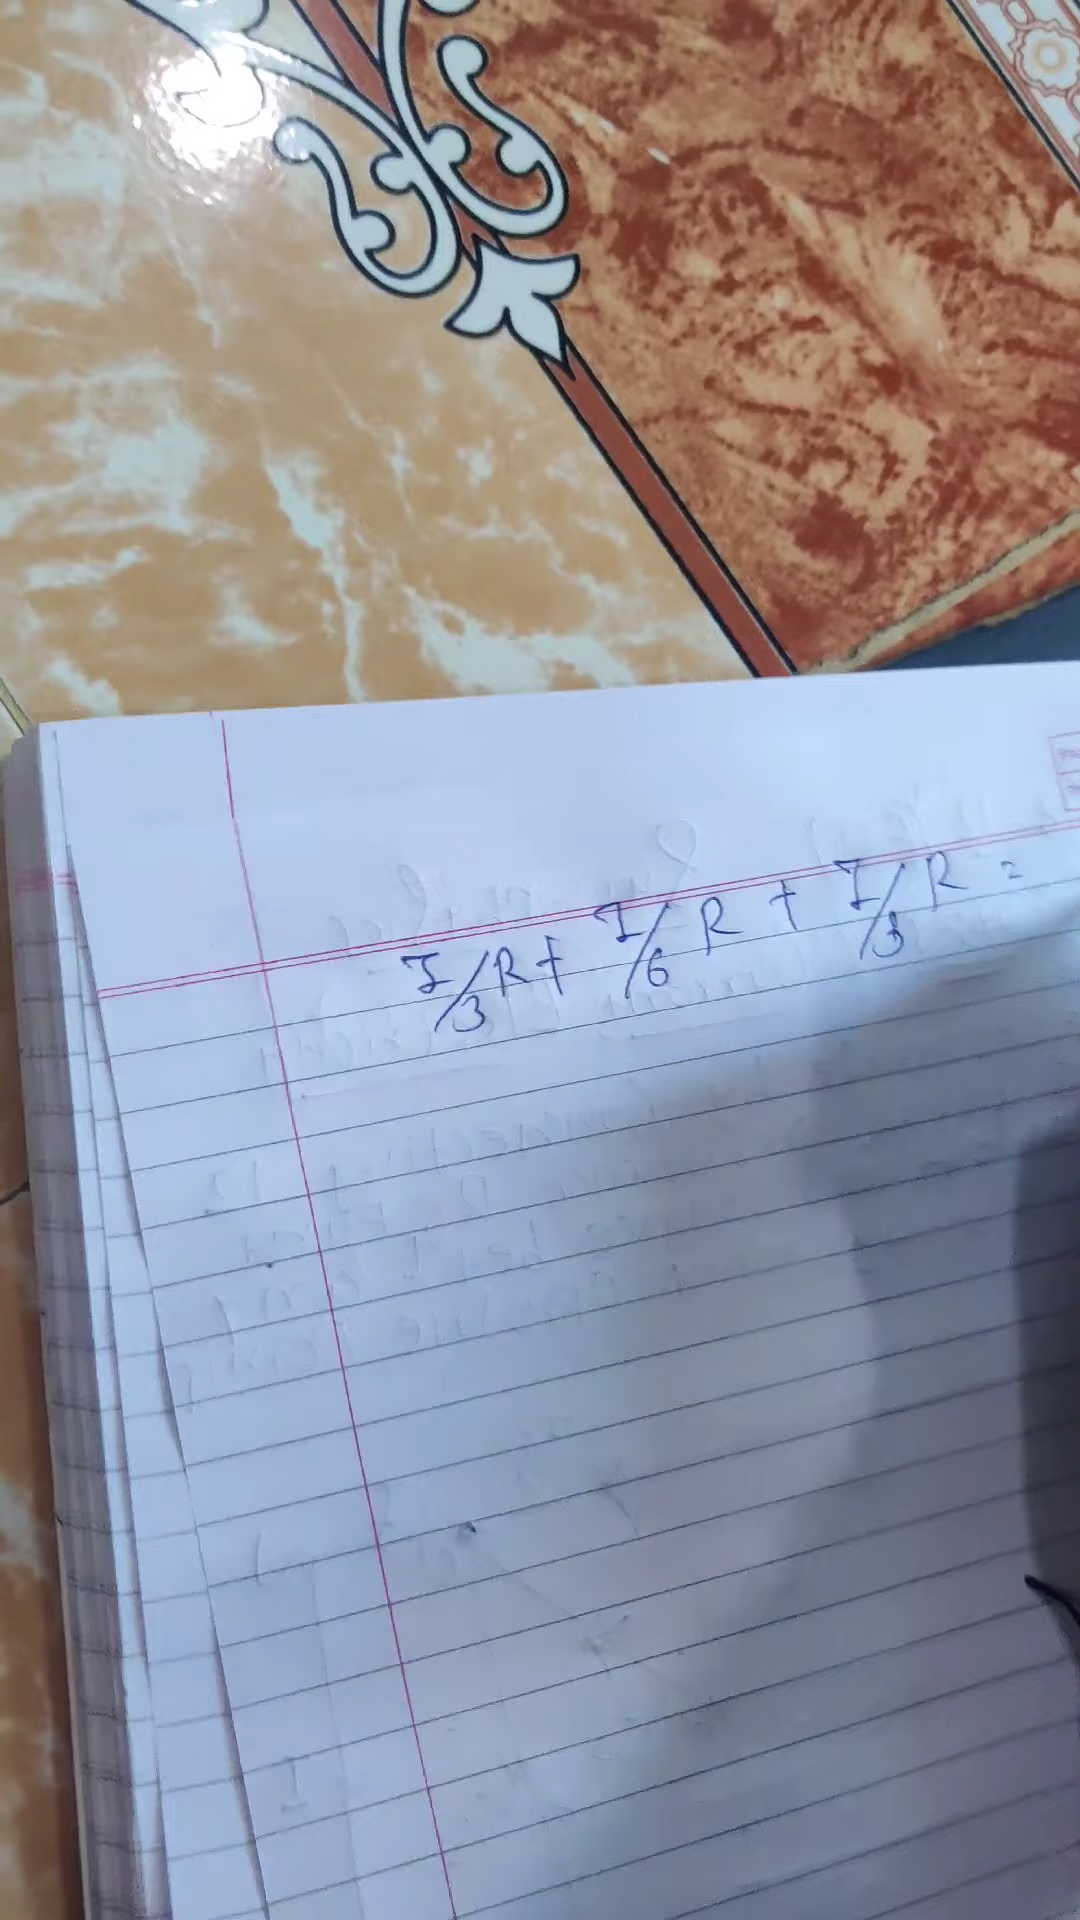 I/3 R + I/6 R + I/3 R =